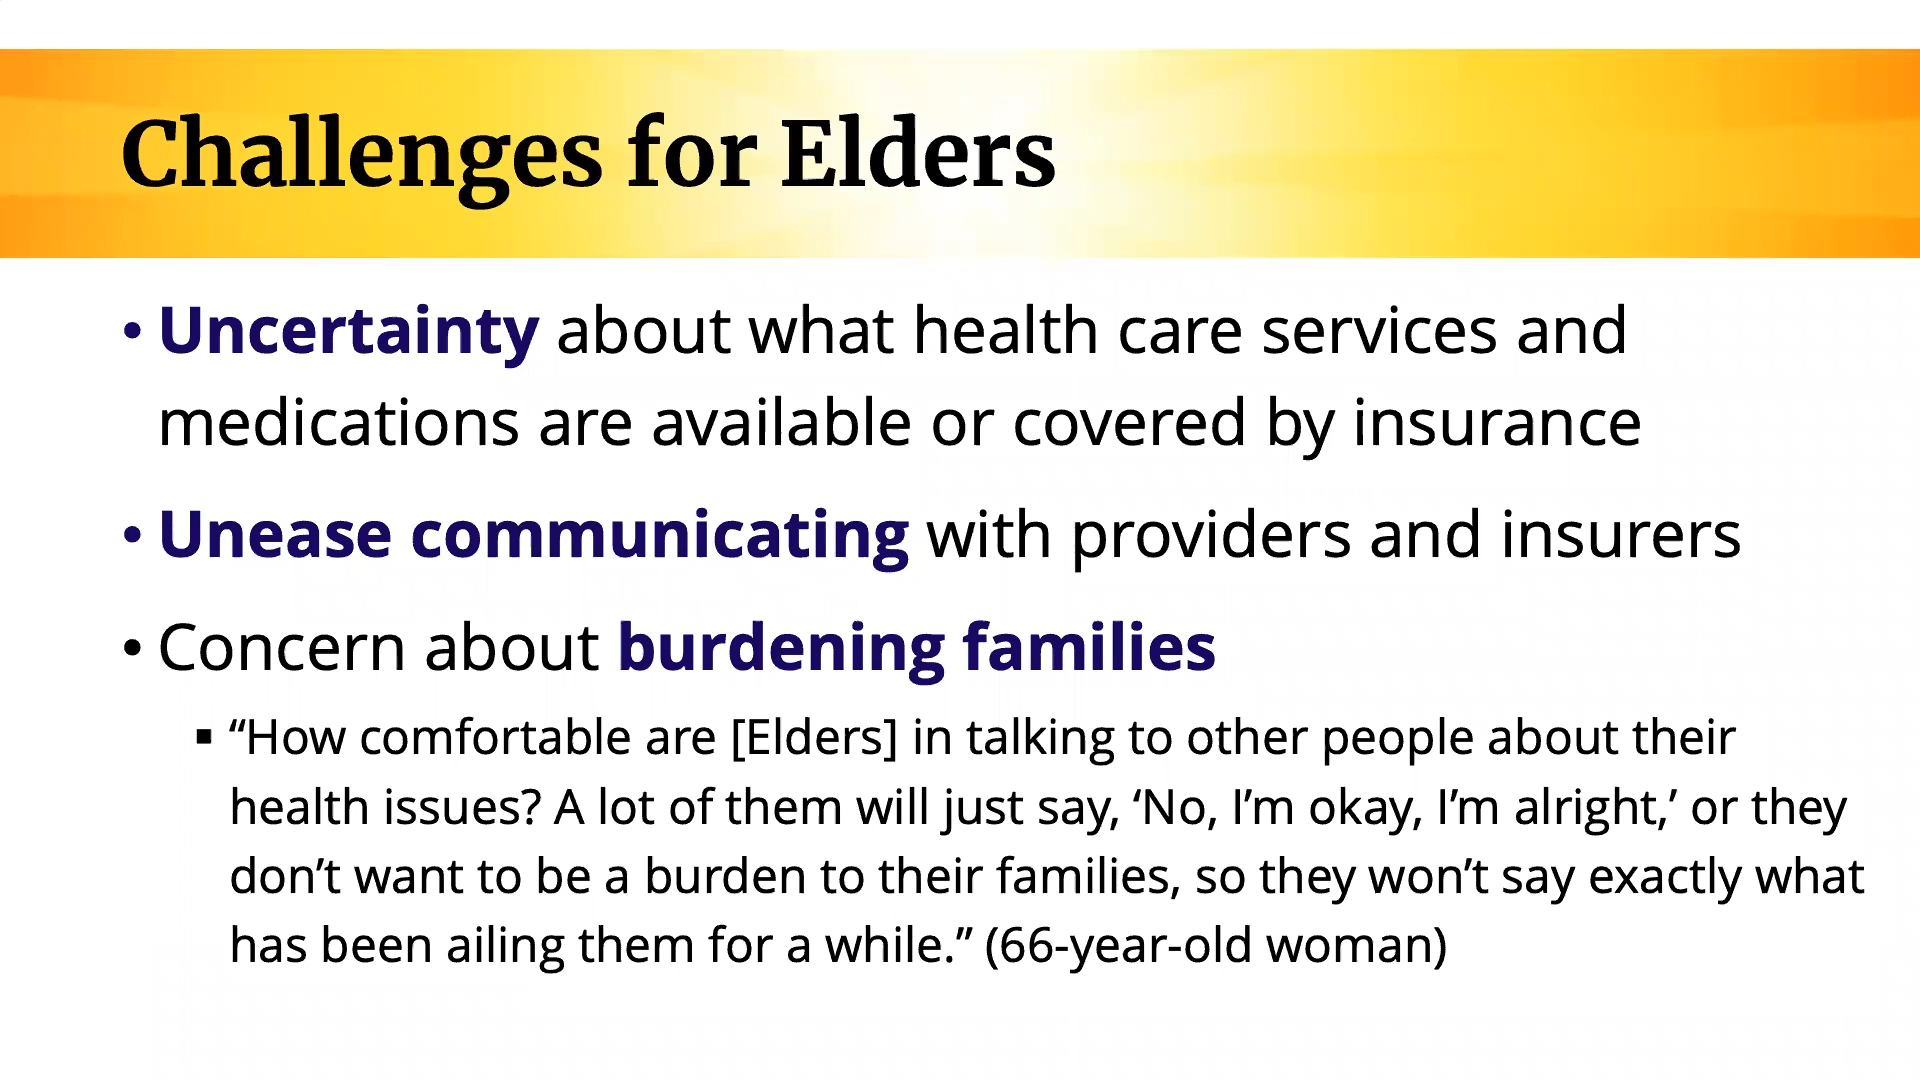 Challenges for Elders
• Uncertainty about what health care services and
medications are available or covered by insurance
• Unease communicating with providers and insurers
• Concern about burdening families
▪ “How comfortable are [Elders] in talking to other people about their
health issues? A lot of them will just say, ‘No, I’m okay, I’m alright,’ or they
don’t want to be a burden to their families, so they won’t say exactly what
has been ailing them for a while.” (66-year-old woman)